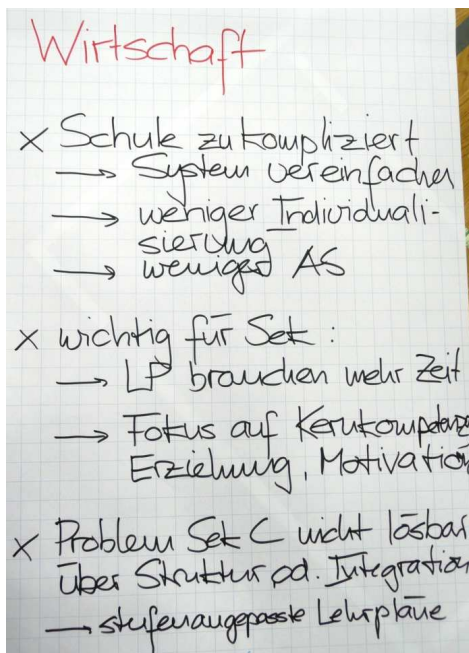 Wirtschaft
x Schule zu kompliziert
→ System vereinfachen
→ weniger Individuali-
sierung
→ weniger AS
x wichtig für Sek:
→ LP brauchen mehr Zeit
→ Fokus auf Kernkompetenz
Erziehung, Motivation
x Problem Sek C nicht lösbar
über Struktur od. Integration
→ stufenangepasste Lehrpläne